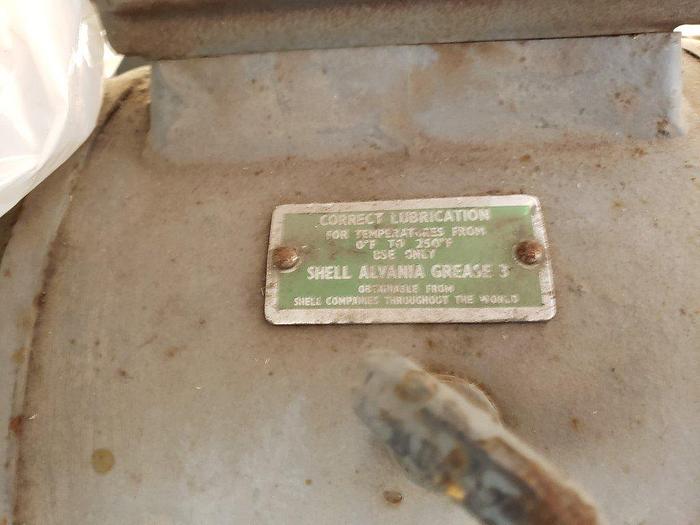 CORRECT LUBRICATION
FOR TEMPERATURES FROM
0°F TO 250°F
USE ONLY
SHELL ALVANIA GREASE 3
OBTAINABLE FROM
SHELL COMPANIES THROUGHOUT THE WORLD